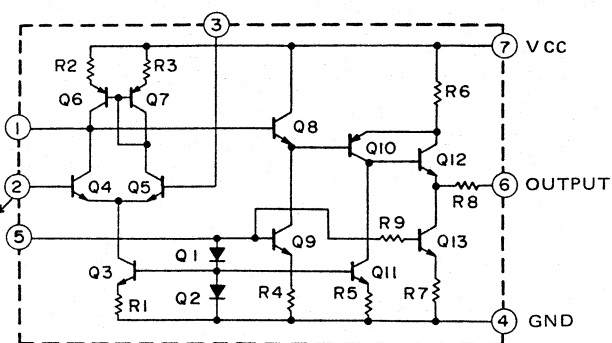 3
7 VCC
R2 R3 R6
Q6 Q7
1 Q8 Q10
Q12
2 Q4 Q5 6 OUTPUT
R8
5 R9
Q1 Q9 Q13
Q3 Q11
Q2 R4 R5 R7
R1
4 GND